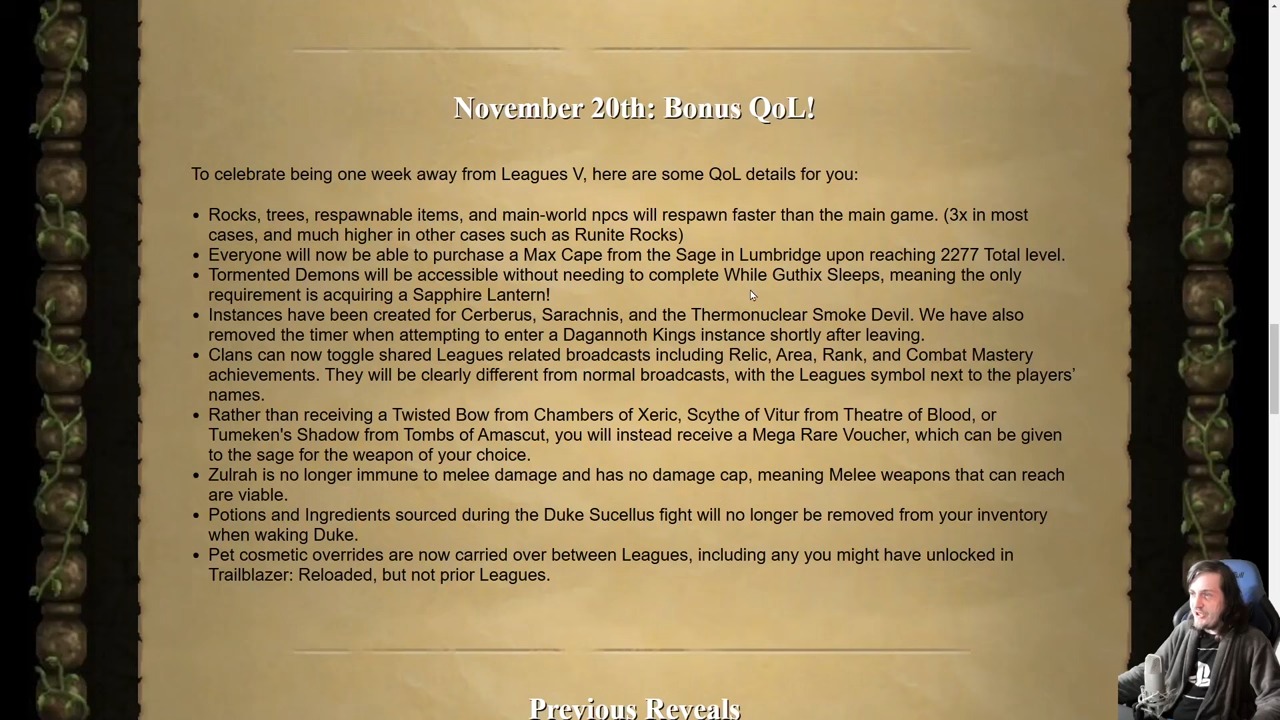 November 20th: Bonus QoL!
To celebrate being one week away from Leagues V, here are some QoL details for you:
• Rocks, trees, respawnable items, and main-world npcs will respawn faster than the main game. (3x in most
cases, and much higher in other cases such as Runite Rocks)
• Everyone will now be able to purchase a Max Cape from the Sage in Lumbridge upon reaching 2277 Total level.
• Tormented Demons will be accessible without needing to complete While Guthix Sleeps, meaning the only
requirement is acquiring a Sapphire Lantern!
• Instances have been created for Cerberus, Sarachnis, and the Thermonuclear Smoke Devil. We have also
removed the timer when attempting to enter a Dagannoth Kings instance shortly after leaving.
• Clans can now toggle shared Leagues related broadcasts including Relic, Area, Rank, and Combat Mastery
achievements. They will be clearly different from normal broadcasts, with the Leagues symbol next to the players’
names.
• Rather than receiving a Twisted Bow from Chambers of Xeric, Scythe of Vitur from Theatre of Blood, or
Tumeken's Shadow from Tombs of Amascut, you will instead receive a Mega Rare Voucher, which can be given
to the sage for the weapon of your choice.
• Zulrah is no longer immune to melee damage and has no damage cap, meaning Melee weapons that can reach
are viable.
• Potions and Ingredients sourced during the Duke Sucellus fight will no longer be removed from your inventory
when waking Duke.
• Pet cosmetic overrides are now carried over between Leagues, including any you might have unlocked in
Trailblazer: Reloaded, but not prior Leagues.
Previous Reveals